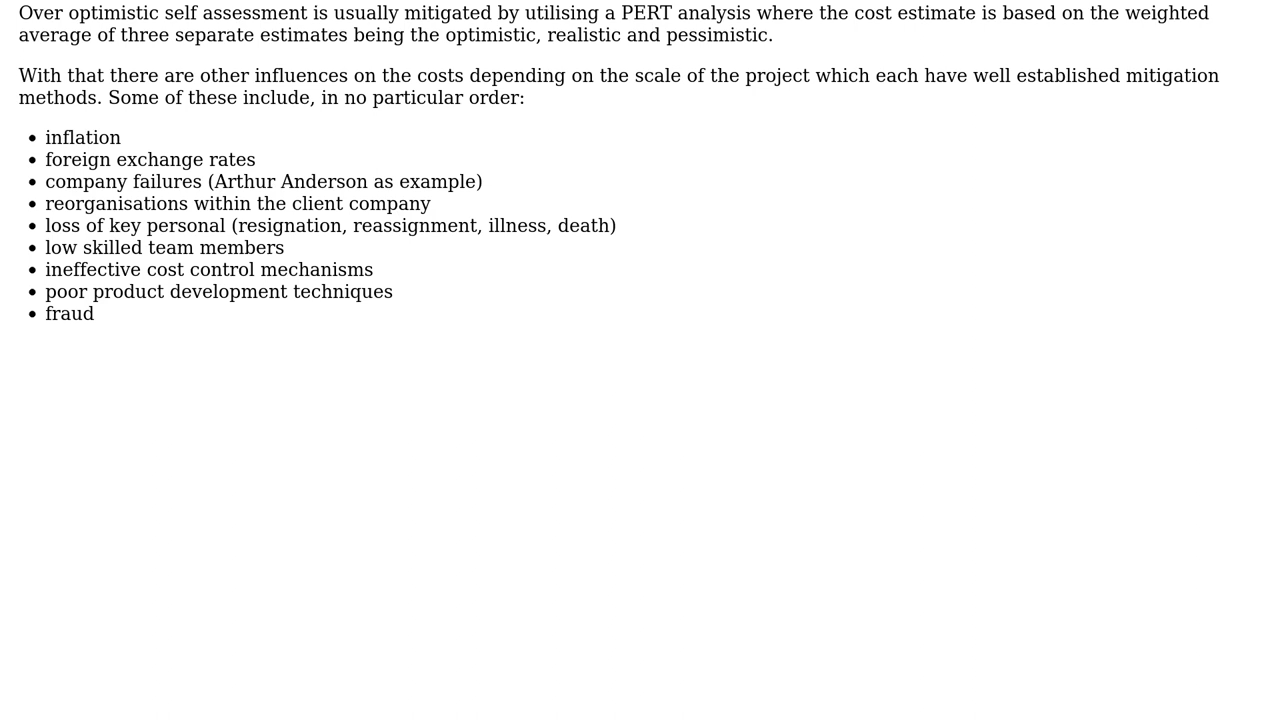 Over optimistic self assessment is usually mitigated by utilising a PERT analysis where the cost estimate is based on the weighted
average of three separate estimates being the optimistic, realistic and pessimistic.
With that there are other influences on the costs depending on the scale of the project which each have well established mitigation
methods. Some of these include, in no particular order:
• inflation
• foreign exchange rates
• company failures (Arthur Anderson as example)
• reorganisations within the client company
• loss of key personal (resignation, reassignment, illness, death)
• low skilled team members
• ineffective cost control mechanisms
• poor product development techniques
• fraud